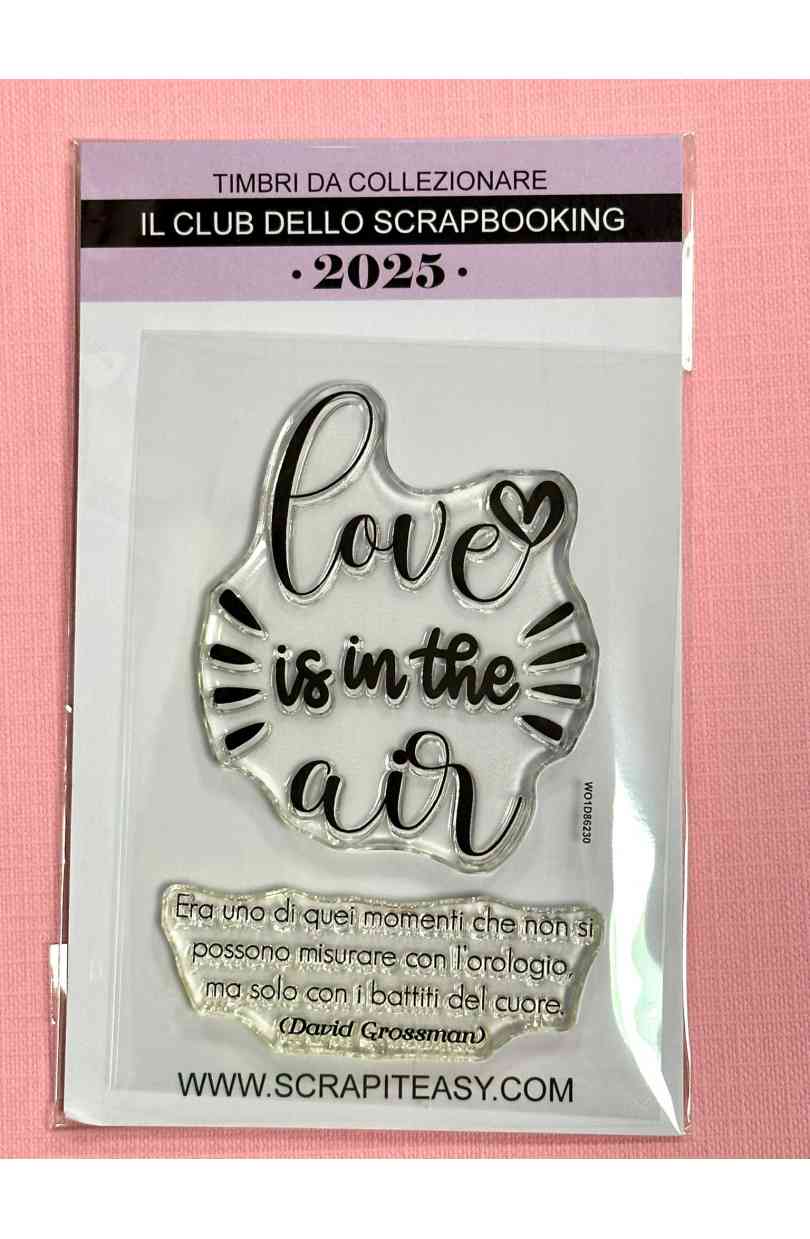 TIMBRI DA COLLEZIONARE
IL CLUB DELLO SCRAPBOOKING
• 2025 •
love
is in the
air
WO1D86230
Era uno di quei momenti che non si
possono misurare con l'orologio,
ma solo con i battiti del cuore.
(David Grossman)
WWW.SCRAPITEASY.COM